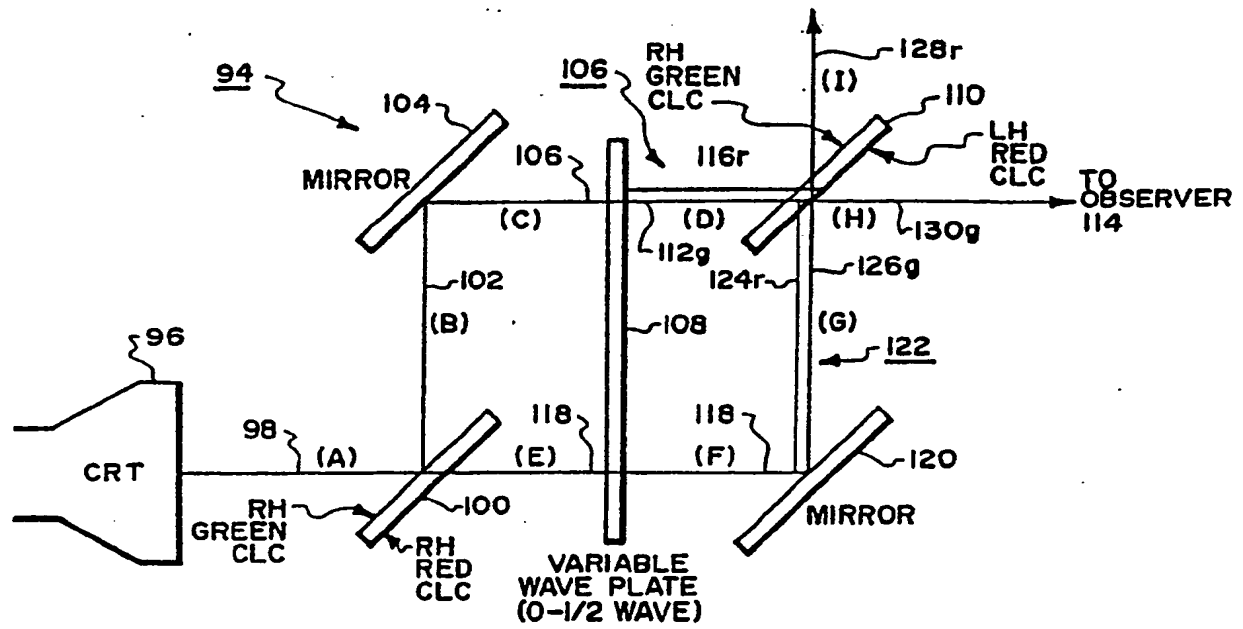 94
104
MIRROR
106
(C)
102
(B)
96
CRT
98
(A)
RH
GREEN
CLC
RH
RED
CLC
100
118
(E)
VARIABLE
WAVE PLATE
(0-1/2 WAVE)
108
106
116r
(D)
112g
RH
GREEN
CLC
128r
(I)
110
LH
RED
CLC
TO
OBSERVER
114
(H)
130g
124r
126g
(G)
122
118
(F)
120
MIRROR